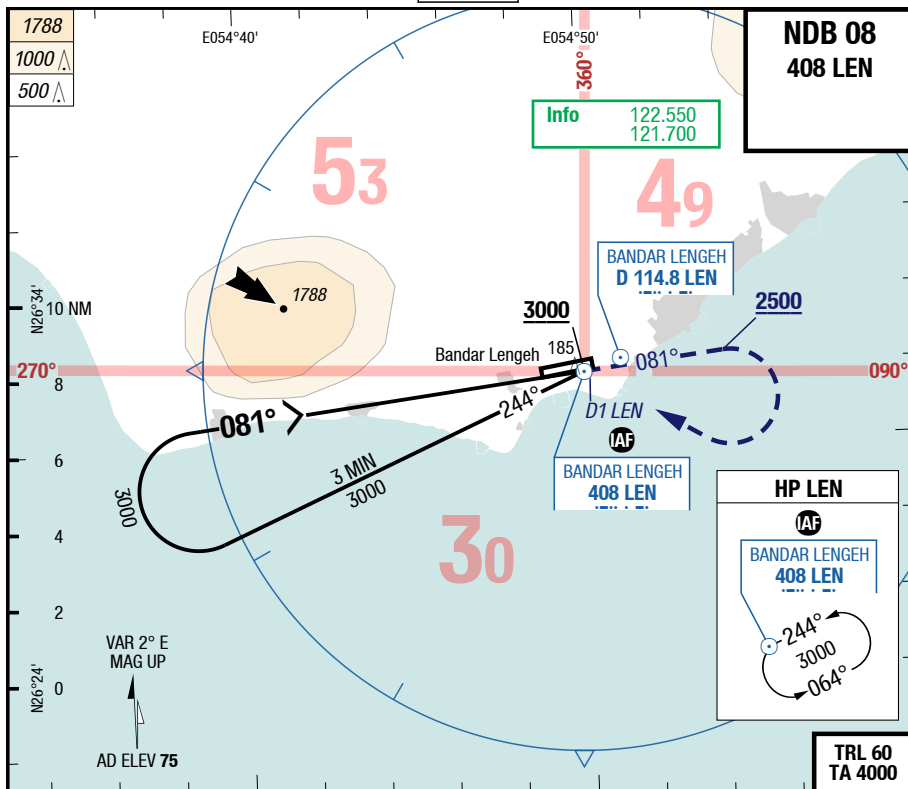 1788
1000
500
E054°40'
E054°50'
360°
NDB 08
408 LEN
Info 122.550
121.700
53
49
BANDAR LENGEH
D 114.8 LEN
N26°34'
10 NM
1788
3000
2500
Bandar Lengeh
185
081°
270°
090°
8
081°
244°
D1 LEN
IAF
BANDAR LENGEH
408 LEN
6
3 MIN
3000
3000
4
30
HP LEN
IAF
BANDAR LENGEH
408 LEN
244°
3000
064°
2
VAR 2° E
MAG UP
N26°24'
0
AD ELEV 75
TRL 60
TA 4000